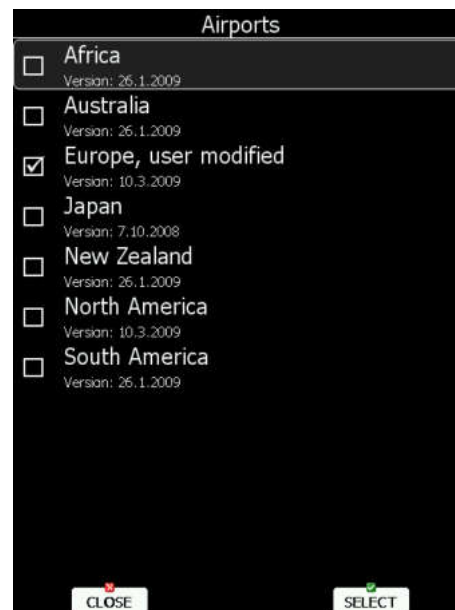 Airports
Africa
Version: 26.1.2009
Australia
Version: 26.1.2009
Europe, user modified
Version: 10.3.2009
Japan
Version: 7.10.2008
New Zealand
Version: 26.1.2009
North America
Version: 10.3.2009
South America
Version: 26.1.2009
CLOSE SELECT